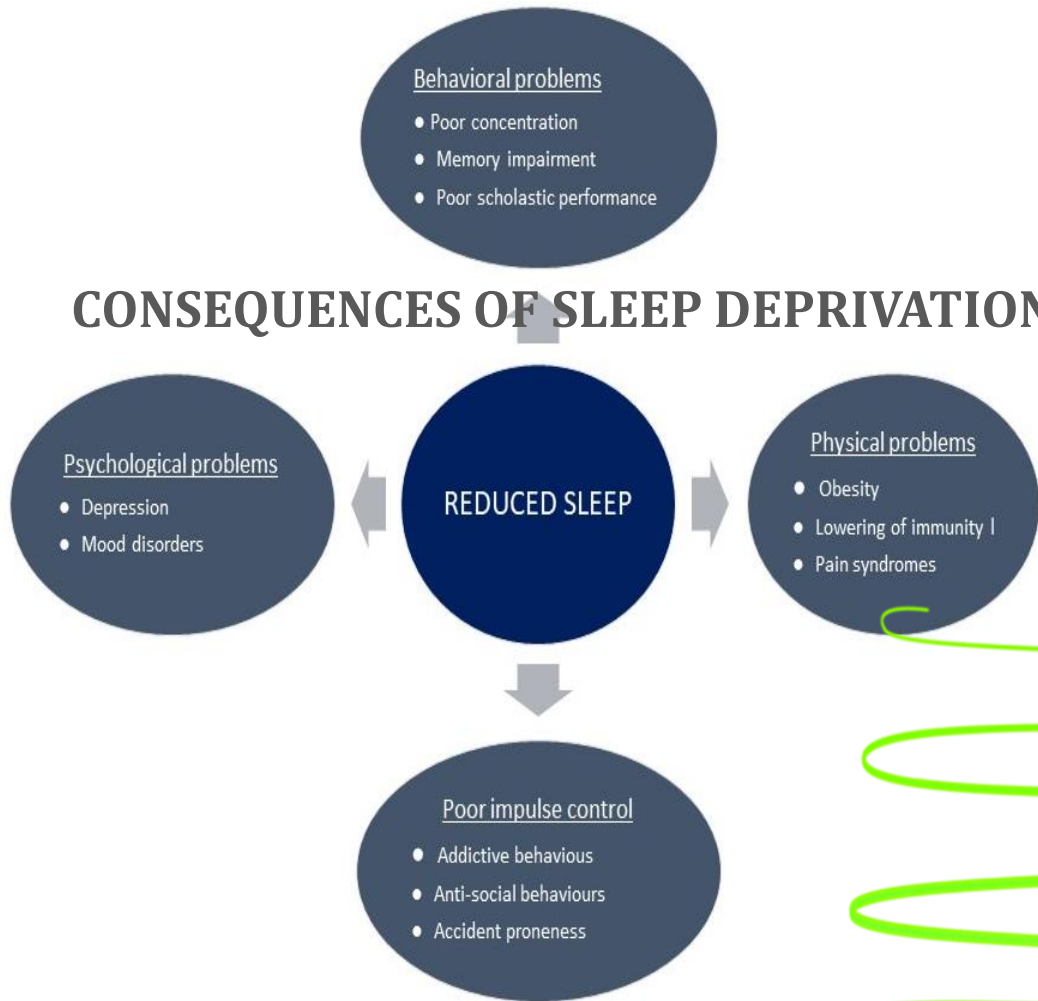 Behavioral problems
● Poor concentration
● Memory impairment
● Poor scholastic performance
CONSEQUENCES OF SLEEP DEPRIVATION
Psychological problems
● Depression
● Mood disorders
REDUCED SLEEP
Physical problems
● Obesity
● Lowering of immunity l
● Pain syndromes
Poor impulse control
● Addictive behavious
● Anti-social behaviours
● Accident proneness